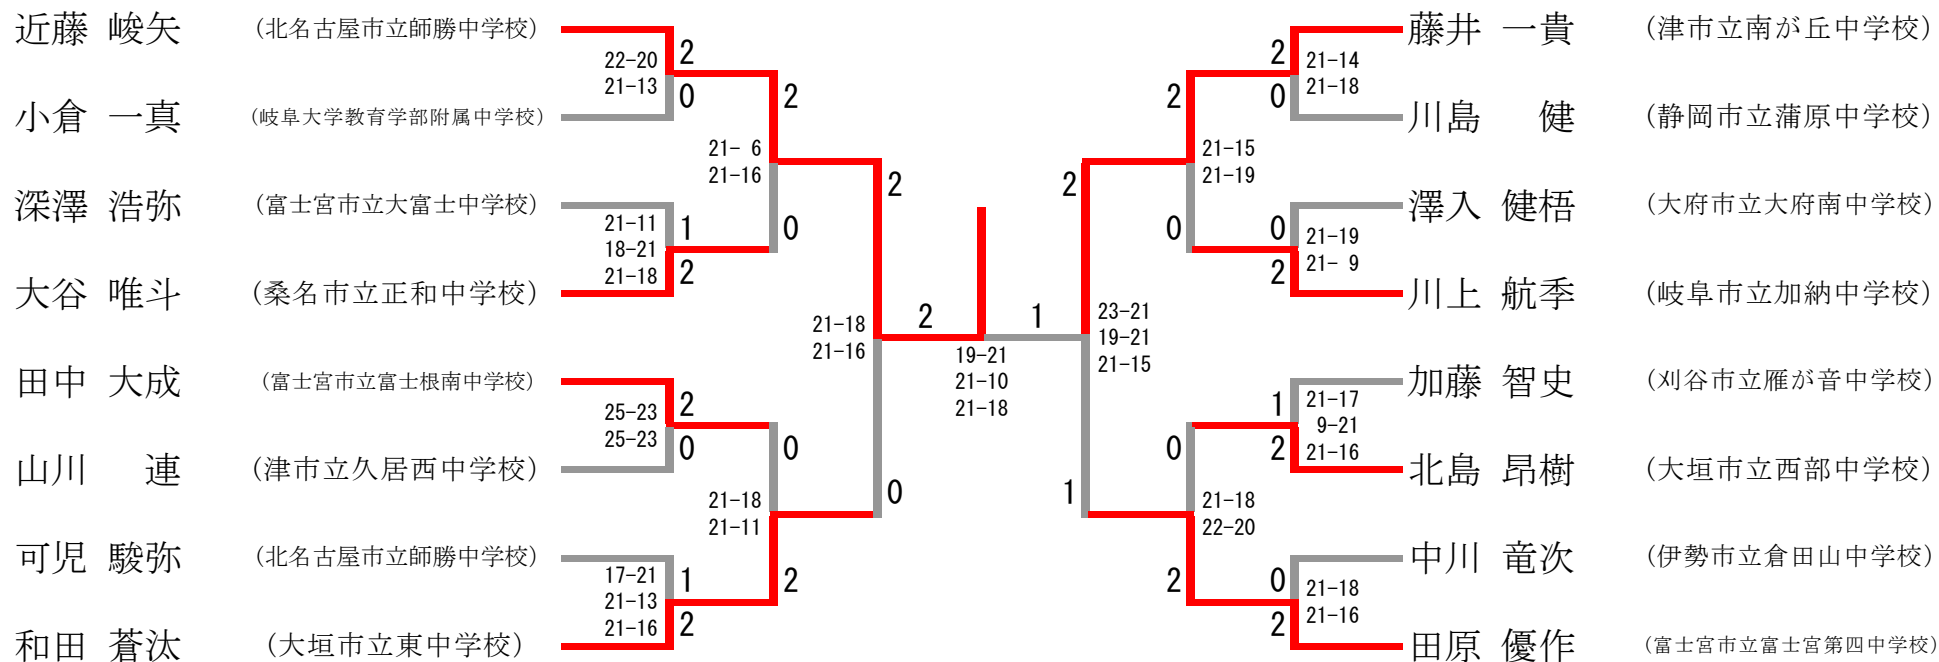 近藤 峻矢 (北名古屋市立師勝中学校)
22-20 2
21-13 0
小倉 一真 (岐阜大学教育学部附属中学校)
2
21- 6
21-16
0
深澤 浩弥 (富士宮市立大富士中学校)
21-11 1
18-21
21-18 2
大谷 唯斗 (桑名市立正和中学校)
2
21-18
21-16
0
田中 大成 (富士宮市立富士根南中学校)
25-23 2
25-23 0
山川 連 (津市立久居西中学校)
0
21-18
21-11
2
可児 駿弥 (北名古屋市立師勝中学校)
17-21 1
21-13
21-16 2
和田 蒼汰 (大垣市立東中学校)
2 1
19-21
21-10
21-18
藤井 一貴 (津市立南が丘中学校)
2 21-14
0 21-18
川島 健 (静岡市立蒲原中学校)
2
21-15
21-19
0
澤入 健悟 (大府市立大府南中学校)
0 21-19
2 21- 9
川上 航季 (岐阜市立加納中学校)
2
23-21
19-21
21-15
1
加藤 智史 (刈谷市立雁が音中学校)
1 21-17
9-21
2 21-16
北島 昂樹 (大垣市立西部中学校)
0
21-18
22-20
2
中川 竜次 (伊勢市立倉田山中学校)
0 21-18
2 21-16
田原 優作 (富士宮市立富士宮第四中学校)